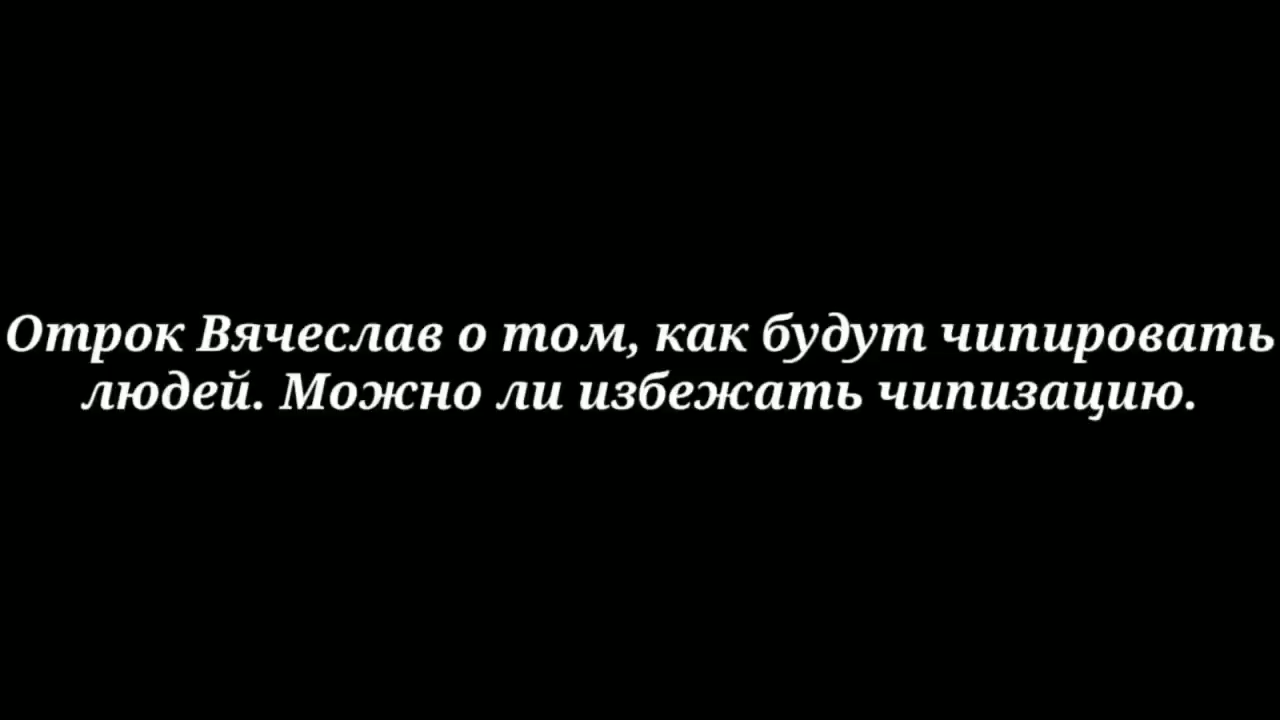 Отрок Вячеслав о том, как будут чипировать
людей. Можно ли избежать чипизацию.